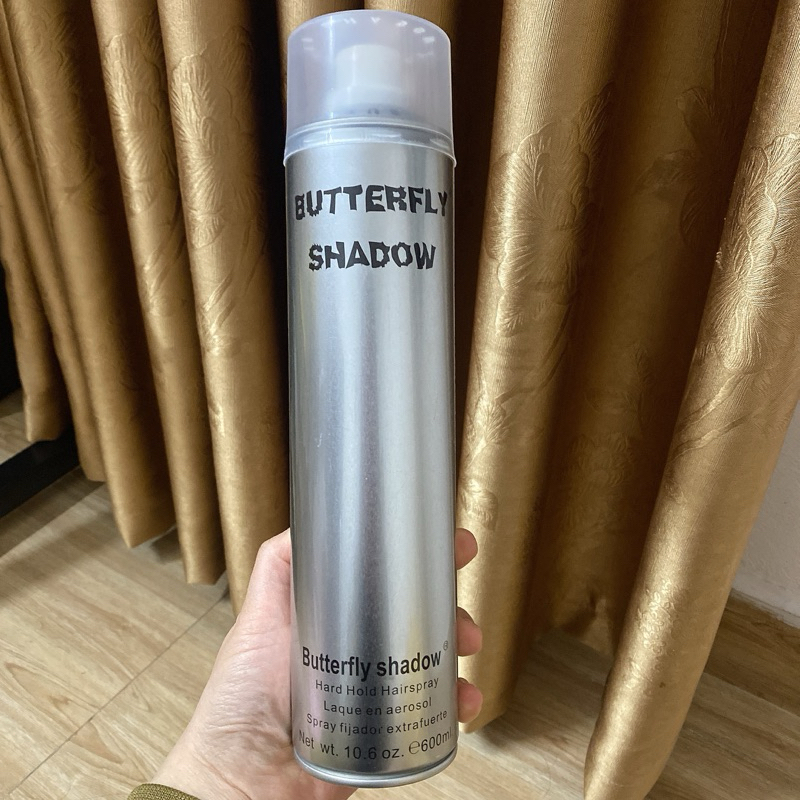 BUTTERFLY
SHADOW
Butterfly shadow®
Hard Hold Hairspray
Laque en aerosol
Spray fijador extrafuerte
Net wt. 10.6 oz. ℮600ml